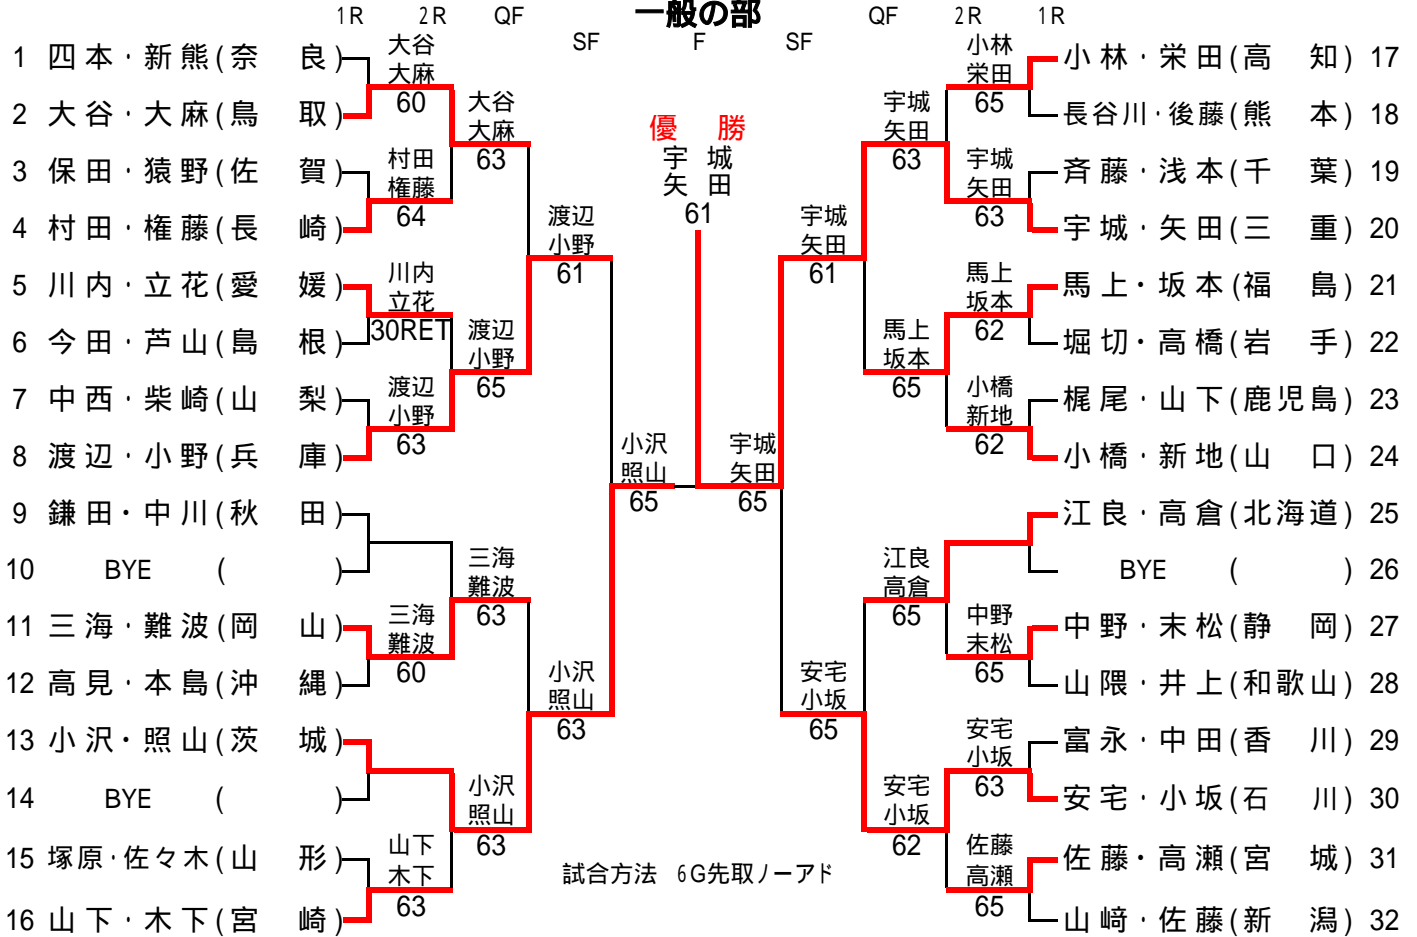 一般の部
1R 2R QF SF F SF QF 2R 1R
1 四本・新熊(奈 良)
2 大谷・大麻(鳥 取)
3 保田・猿野(佐 賀)
4 村田・権藤(長 崎)
5 川内・立花(愛 媛)
6 今田・芦山(島 根)
7 中西・柴崎(山 梨)
8 渡辺・小野(兵 庫)
9 鎌田・中川(秋 田)
10 BYE ( )
11 三海・難波(岡 山)
12 高見・本島(沖 縄)
13 小沢・照山(茨 城)
14 BYE ( )
15 塚原・佐々木(山 形)
16 山下・木下(宮 崎)
大谷
大麻
60
村田
権藤
64
川内
立花
30RET
渡辺
小野
63
三海
難波
60
山下
木下
63
大谷
大麻
63
渡辺
小野
65
三海
難波
63
小沢
照山
63
渡辺
小野
61
小沢
照山
63
小沢
照山
65
優 勝
宇 城
矢 田
61
宇城
矢田
65
宇城
矢田
61
安宅
小坂
65
宇城
矢田
63
馬上
坂本
65
江良
高倉
65
安宅
小坂
62
小林
栄田
65
宇城
矢田
63
馬上
坂本
62
小橋
新地
62
中野
末松
65
安宅
小坂
63
佐藤
高瀬
65
小林・栄田(高 知) 17
長谷川・後藤(熊 本) 18
斉藤・浅本(千 葉) 19
宇城・矢田(三 重) 20
馬上・坂本(福 島) 21
堀切・高橋(岩 手) 22
梶尾・山下(鹿児島) 23
小橋・新地(山 口) 24
江良・高倉(北海道) 25
BYE ( ) 26
中野・末松(静 岡) 27
山隈・井上(和歌山) 28
富永・中田(香 川) 29
安宅・小坂(石 川) 30
佐藤・高瀬(宮 城) 31
山﨑・佐藤(新 潟) 32
試合方法 6G先取ノーアド